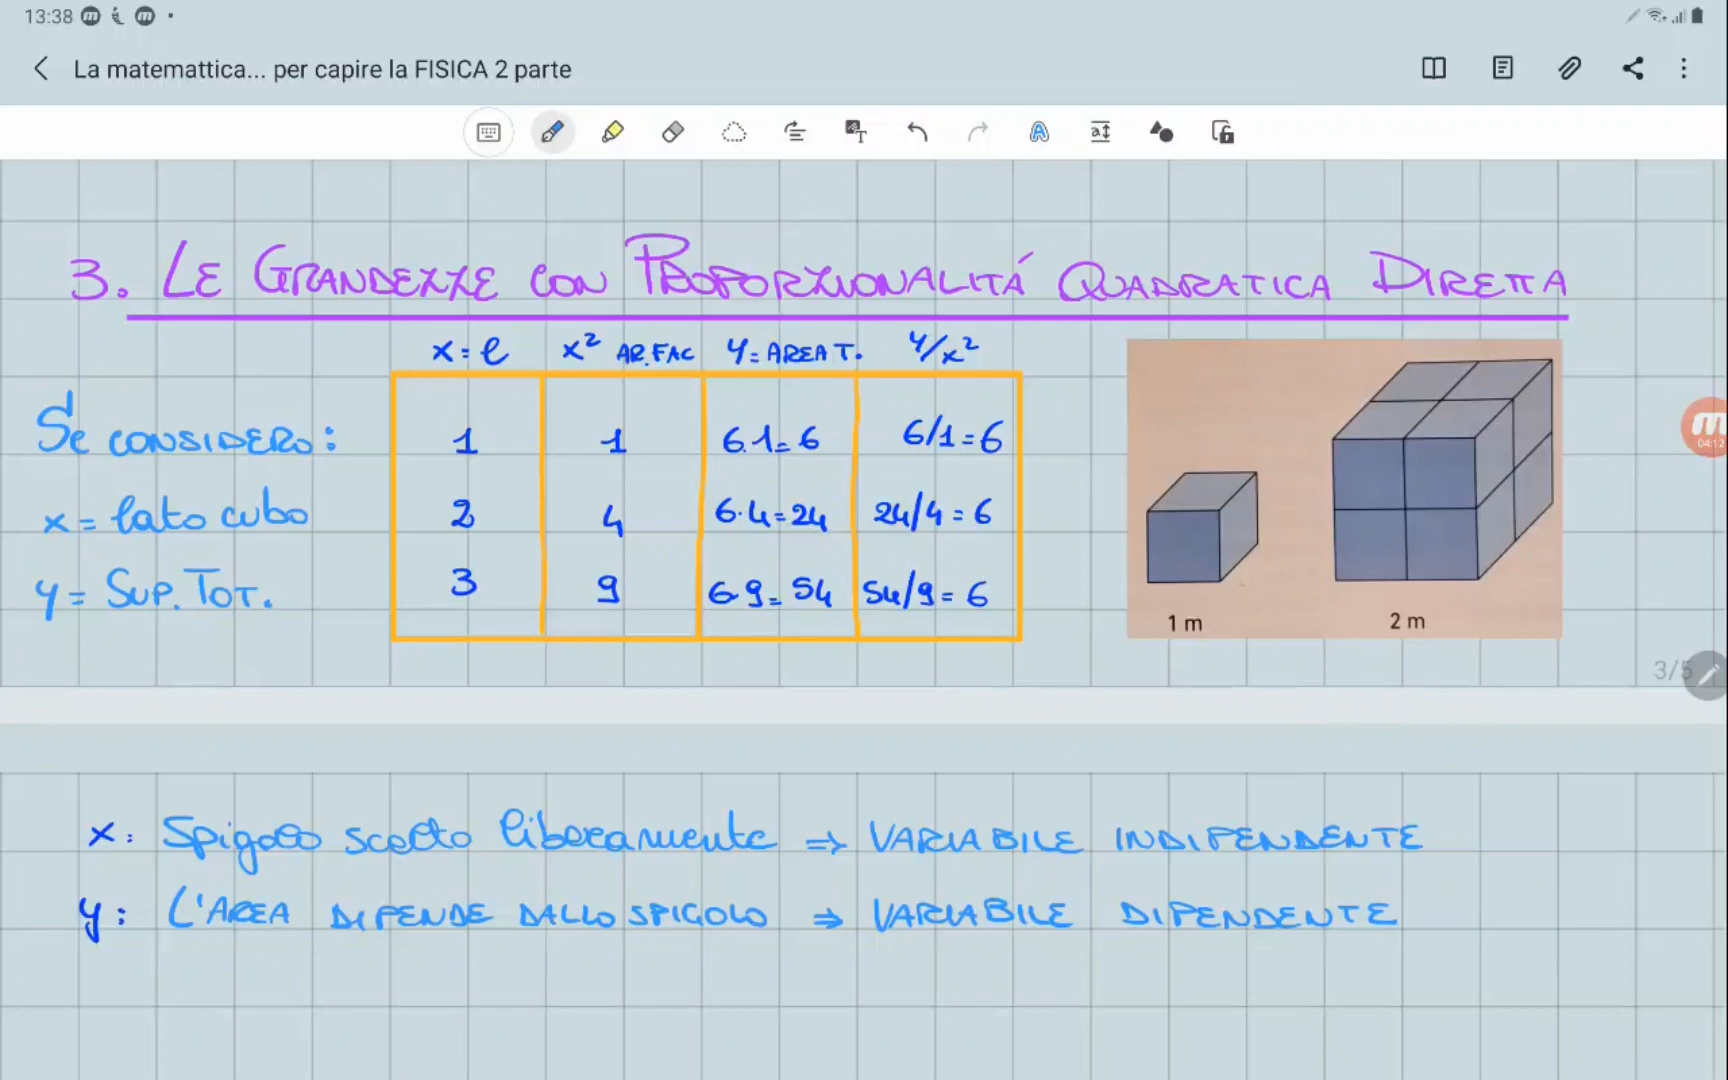 13:38
La matemattica... per capire la FISICA 2 parte
3. LE GRANDEZZE CON PROPORZIONALITÁ QUADRATICA DIRETTA
x = l x² AR.FAC y = AREA T. y/x²
Se CONSIDERO: 1 1 6.1=6 6/1=6
x = lato cubo 2 4 6·4=24 24/4=6
y = SUP. TOT. 3 9 6·9=54 54/9=6
1 m 2 m
04:12
3/5
x: Spigolo scelto liberamente ⇒ VARIABILE INDIPENDENTE
y: L'AREA DIPENDE DALLO SPIGOLO ⇒ VARIABILE DIPENDENTE